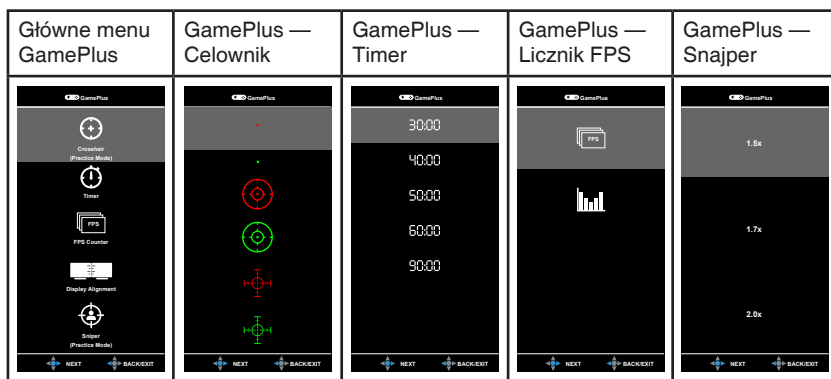 Główne menu
GamePlus
GamePlus —
Celownik
GamePlus —
Timer
GamePlus —
Licznik FPS
GamePlus —
Snajper
GamePlus
Crosshair
(Practice Mode)
Timer
FPS
FPS Counter
Display Alignment
Sniper
(Practice Mode)
NEXT BACK/EXIT
GamePlus
NEXT BACK/EXIT
GamePlus
30:00
40:00
50:00
60:00
90:00
NEXT BACK/EXIT
GamePlus
FPS
NEXT BACK/EXIT
GamePlus
1.5x
1.7x
2.0x
NEXT BACK/EXIT